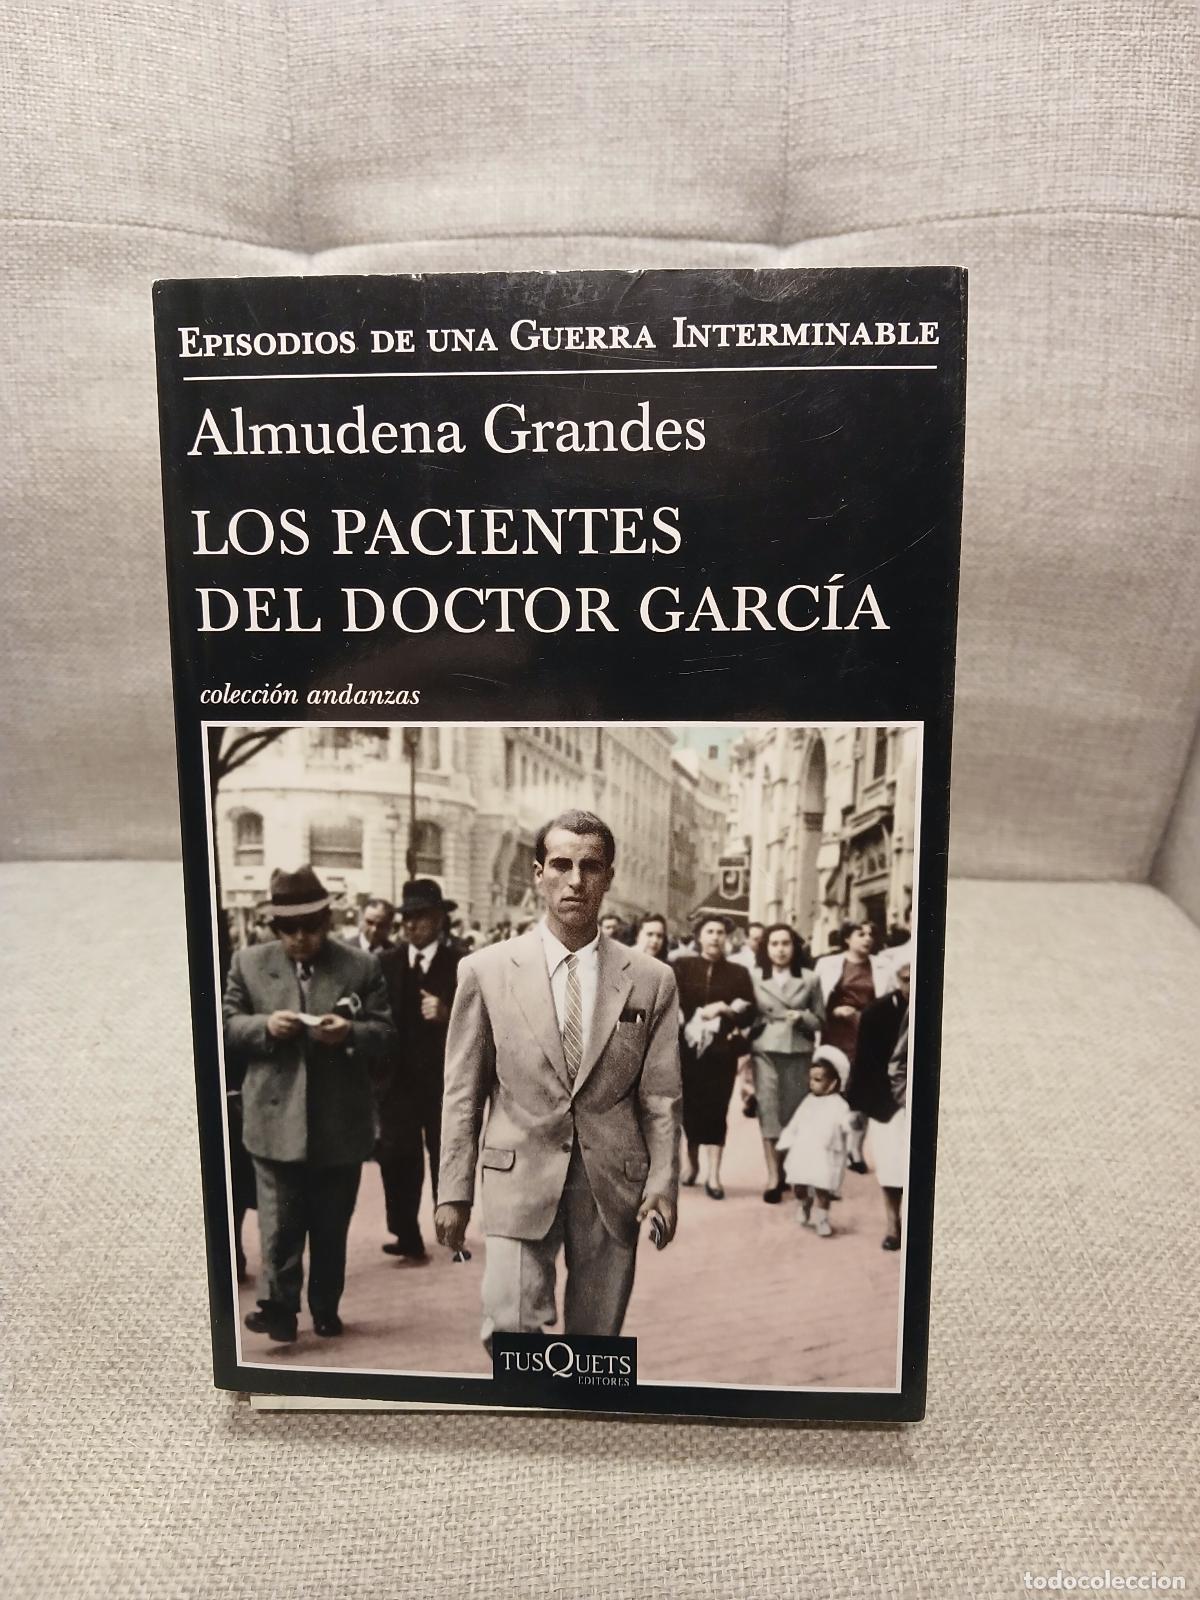 EPISODIOS DE UNA GUERRA INTERMINABLE
Almudena Grandes
LOS PACIENTES
DEL DOCTOR GARCÍA
colección andanzas
TUSQUETS
EDITORES
todocoleccion